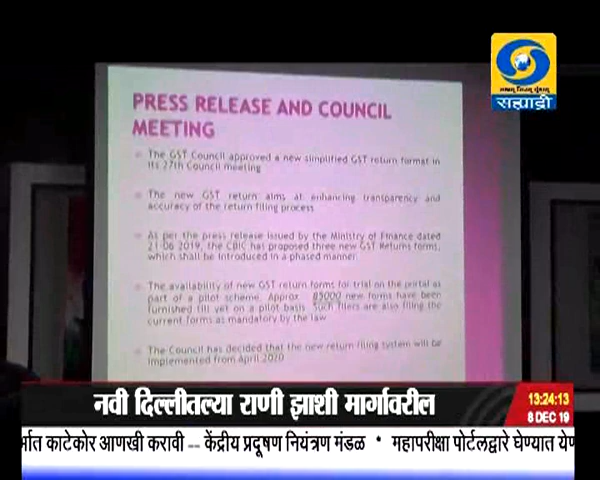 सह्याद्री
PRESS RELEASE AND COUNCIL
MEETING
The GST Council approved a new simplified GST return format in
its 27th Council meeting
The new GST return aims at enhancing transparency and
accuracy of the return filing process
As per the press release issued by the Ministry of Finance dated
21-06-2019, the CBIC has proposed three new GST Returns forms,
which shall be introduced in a phased manner
The availability of new GST return forms for trial on the portal as
part of a pilot scheme. Approx. 85000 new forms have been
furnished till yet on a pilot basis. Such filers are also filing the
current forms as mandatory by the law
The Council has decided that the new return filing system will be
implemented from April 2020
नवी दिल्लीतल्या राणी झाशी मार्गावरील
13:24:13
8 DEC 19
काटेकोर आणखी करावी -- केंद्रीय प्रदूषण नियंत्रण मंडळ * महापरीक्षा पोर्टलद्वारे घेण्यात